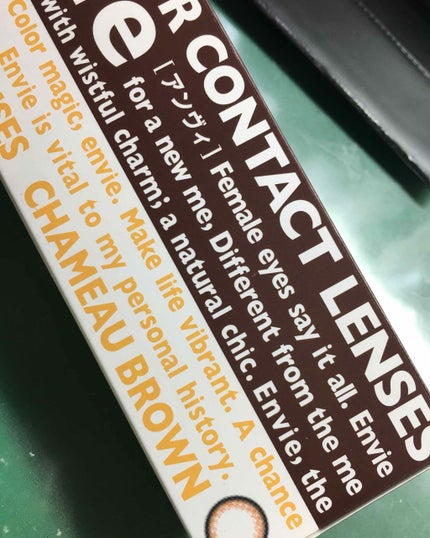 R CONTACT LENSES
[アンヴィ] Female eyes say it all. Envie
e for a new me, Different from the me
with wistful charm; a natural chic. Envie, the
Color magic, envie. Make life vibrant. A chance
Envie is vital to my personal history.
SES CHAMEAU BROWN